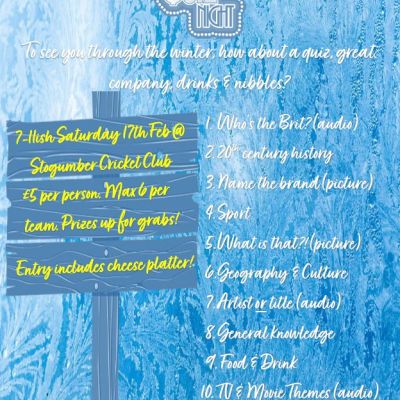 QUIZ
NIGHT
To see you through the winter, how about a quiz, great
company, drinks & nibbles?
7-11ish Saturday 17th Feb @
Stogumber Cricket Club
£5 per person. Max 6 per
team. Prizes up for grabs!
Entry includes cheese platter!
1. Who's the Brit? (audio)
2. 20th century history
3. Name the brand (picture)
4. Sport
5. What is that?! (picture)
6. Geography & Culture
7. Artist or title (audio)
8. General knowledge
9. Food & Drink
10. TV & Movie Themes (audio)